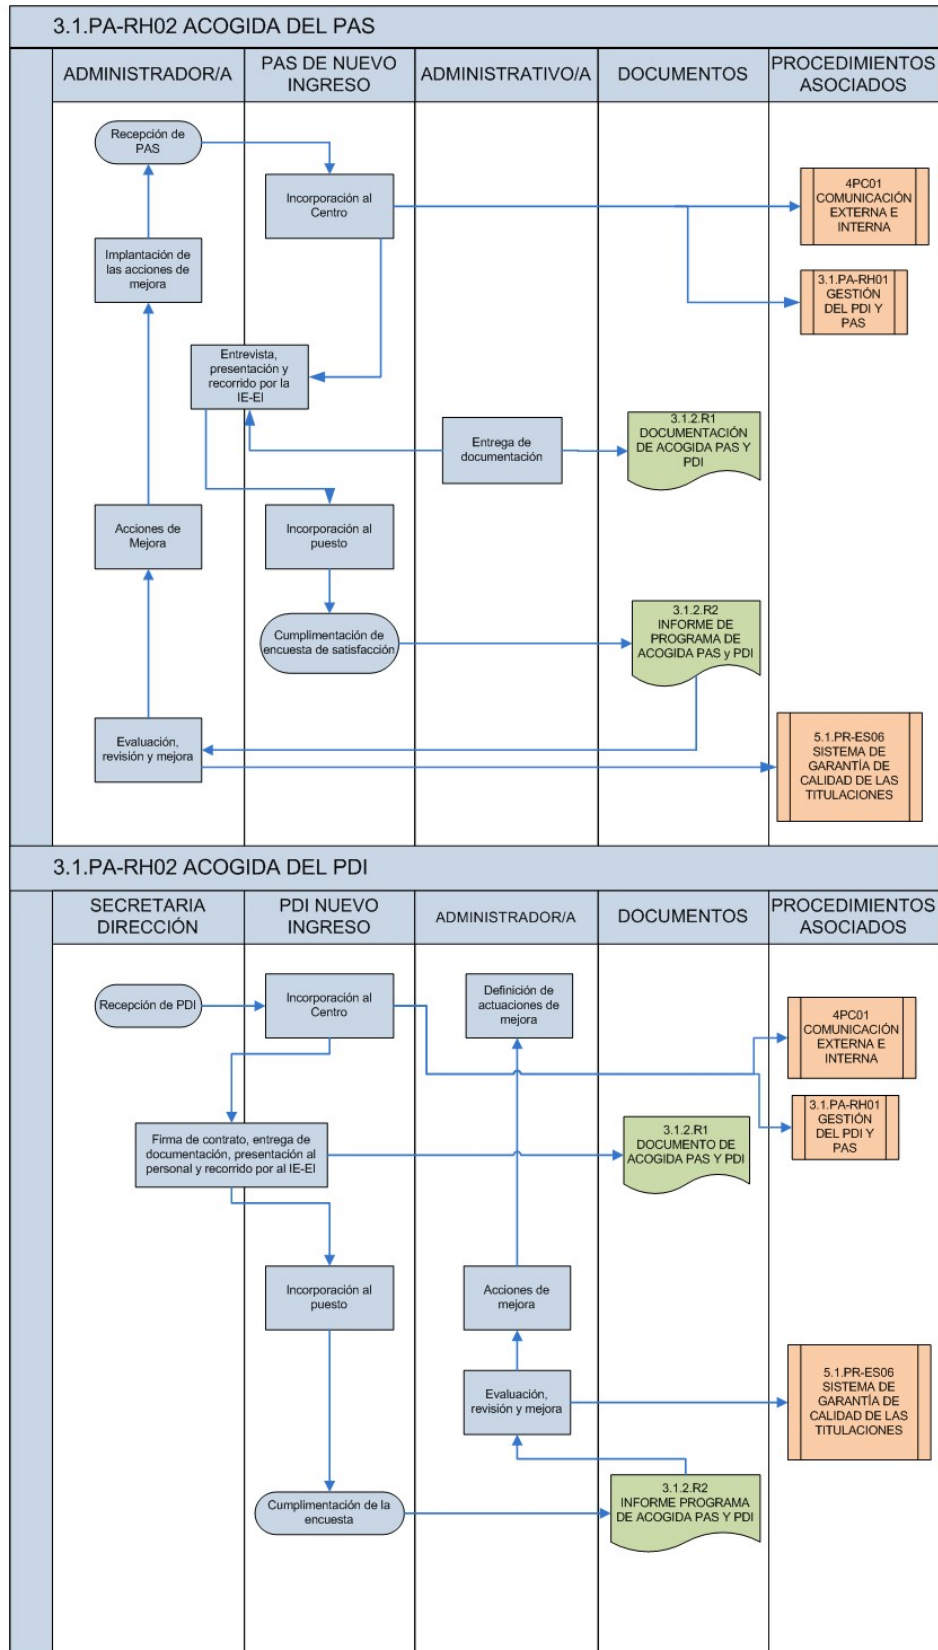 3.1.PA-RH02 ACOGIDA DEL PAS
ADMINISTRADOR/A
PAS DE NUEVO
INGRESO
ADMINISTRATIVO/A
DOCUMENTOS
PROCEDIMIENTOS
ASOCIADOS
Recepción de
PAS
Incorporación al
Centro
4PC01
COMUNICACIÓN
EXTERNA E
INTERNA
Implantación de
las acciones de
mejora
3.1.PA-RH01
GESTIÓN
DEL PDI Y
PAS
Entrevista,
presentación y
recorrido por la
IE-EI
Entrega de
documentación
3.1.2.R1
DOCUMENTACIÓN
DE ACOGIDA PAS Y
PDI
Acciones de
Mejora
Incorporación al
puesto
Cumplimentación de
encuesta de satisfacción
3.1.2.R2
INFORME DE
PROGRAMA DE
ACOGIDA PAS y PDI
Evaluación,
revisión y mejora
5.1.PR-ES06
SISTEMA DE
GARANTÍA DE
CALIDAD DE LAS
TITULACIONES
3.1.PA-RH02 ACOGIDA DEL PDI
SECRETARIA
DIRECCIÓN
PDI NUEVO
INGRESO
ADMINISTRADOR/A
DOCUMENTOS
PROCEDIMIENTOS
ASOCIADOS
Recepción de PDI
Incorporación al
Centro
Definición de
actuaciones de
mejora
4PC01
COMUNICACIÓN
EXTERNA E
INTERNA
3.1.PA-RH01
GESTIÓN
DEL PDI Y
PAS
Firma de contrato, entrega de
documentación, presentación al
personal y recorrido por al IE-EI
3.1.2.R1
DOCUMENTO DE
ACOGIDA PAS Y PDI
Incorporación al
puesto
Acciones de
mejora
Evaluación,
revisión y mejora
5.1.PR-ES06
SISTEMA DE
GARANTÍA DE
CALIDAD DE LAS
TITULACIONES
Cumplimentación de la
encuesta
3.1.2.R2
INFORME PROGRAMA
DE ACOGIDA PAS Y PDI